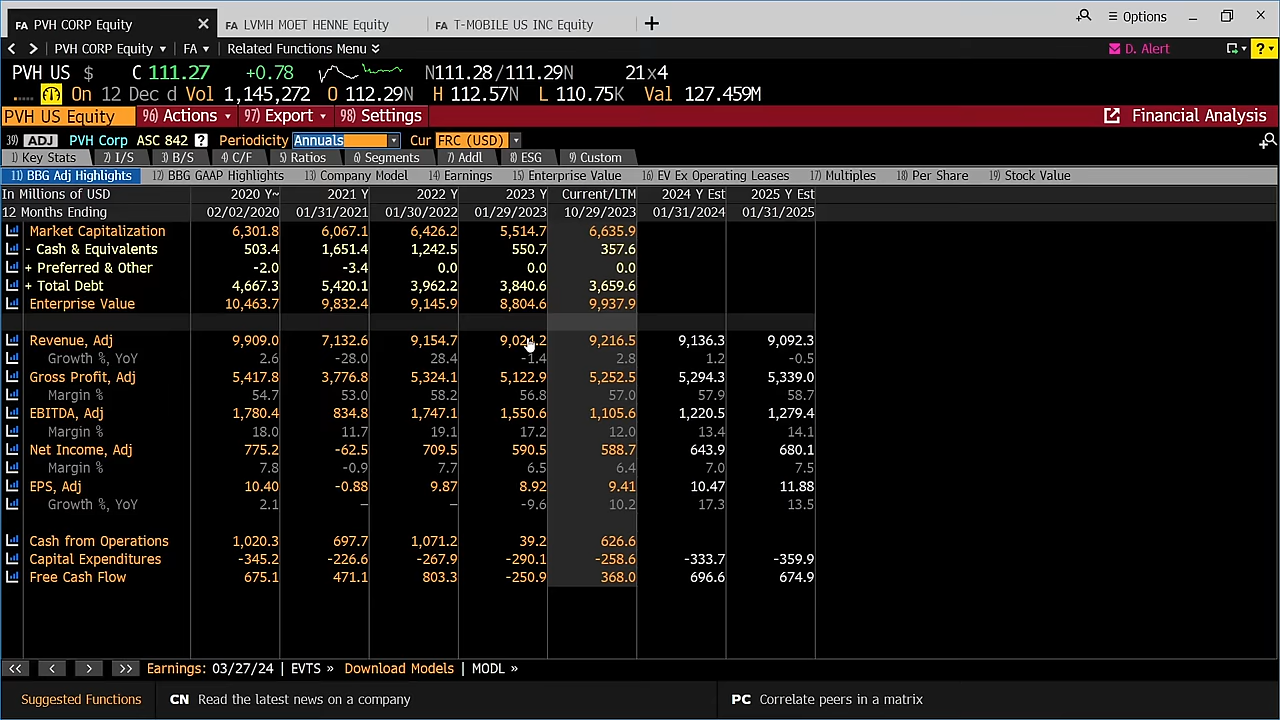 FA PVH CORP Equity FA LVMH MOET HENNE Equity FA T-MOBILE US INC Equity Options
PVH CORP Equity FA Related Functions Menu D. Alert ?
PVH US $ C 111.27 +0.78 N111.28/111.29N 21x4
On 12 Dec d Vol 1,145,272 O 112.29N H 112.57N L 110.75K Val 127.459M
PVH US Equity 96) Actions 97) Export 98) Settings Financial Analysis
39) ADJ PVH Corp ASC 842 ? Periodicity Annuals Cur FRC (USD)
1) Key Stats 2) I/S 3) B/S 4) C/F 5) Ratios 6) Segments 7) Addl 8) ESG 9) Custom
11) BBG Adj Highlights 12) BBG GAAP Highlights 13) Company Model 14) Earnings 15) Enterprise Value 16) EV Ex Operating Leases 17) Multiples 18) Per Share 19) Stock Value
In Millions of USD 2020 Y~ 2021 Y 2022 Y 2023 Y Current/LTM 2024 Y Est 2025 Y Est
12 Months Ending 02/02/2020 01/31/2021 01/30/2022 01/29/2023 10/29/2023 01/31/2024 01/31/2025
Market Capitalization 6,301.8 6,067.1 6,426.2 5,514.7 6,635.9
- Cash & Equivalents 503.4 1,651.4 1,242.5 550.7 357.6
+ Preferred & Other -2.0 -3.4 0.0 0.0 0.0
+ Total Debt 4,667.3 5,420.1 3,962.2 3,840.6 3,659.6
Enterprise Value 10,463.7 9,832.4 9,145.9 8,804.6 9,937.9
Revenue, Adj 9,909.0 7,132.6 9,154.7 9,024.2 9,216.5 9,136.3 9,092.3
Growth %, YoY 2.6 -28.0 28.4 -1.4 2.8 1.2 -0.5
Gross Profit, Adj 5,417.8 3,776.8 5,324.1 5,122.9 5,252.5 5,294.3 5,339.0
Margin % 54.7 53.0 58.2 56.8 57.0 57.9 58.7
EBITDA, Adj 1,780.4 834.8 1,747.1 1,550.6 1,105.6 1,220.5 1,279.4
Margin % 18.0 11.7 19.1 17.2 12.0 13.4 14.1
Net Income, Adj 775.2 -62.5 709.5 590.5 588.7 643.9 680.1
Margin % 7.8 -0.9 7.7 6.5 6.4 7.0 7.5
EPS, Adj 10.40 -0.88 9.87 8.92 9.41 10.47 11.88
Growth %, YoY 2.1 – – -9.6 10.2 17.3 13.5
Cash from Operations 1,020.3 697.7 1,071.2 39.2 626.6
Capital Expenditures -345.2 -226.6 -267.9 -290.1 -258.6 -333.7 -359.9
Free Cash Flow 675.1 471.1 803.3 -250.9 368.0 696.6 674.9
Earnings: 03/27/24 | EVTS » Download Models | MODL »
Suggested Functions CN Read the latest news on a company PC Correlate peers in a matrix